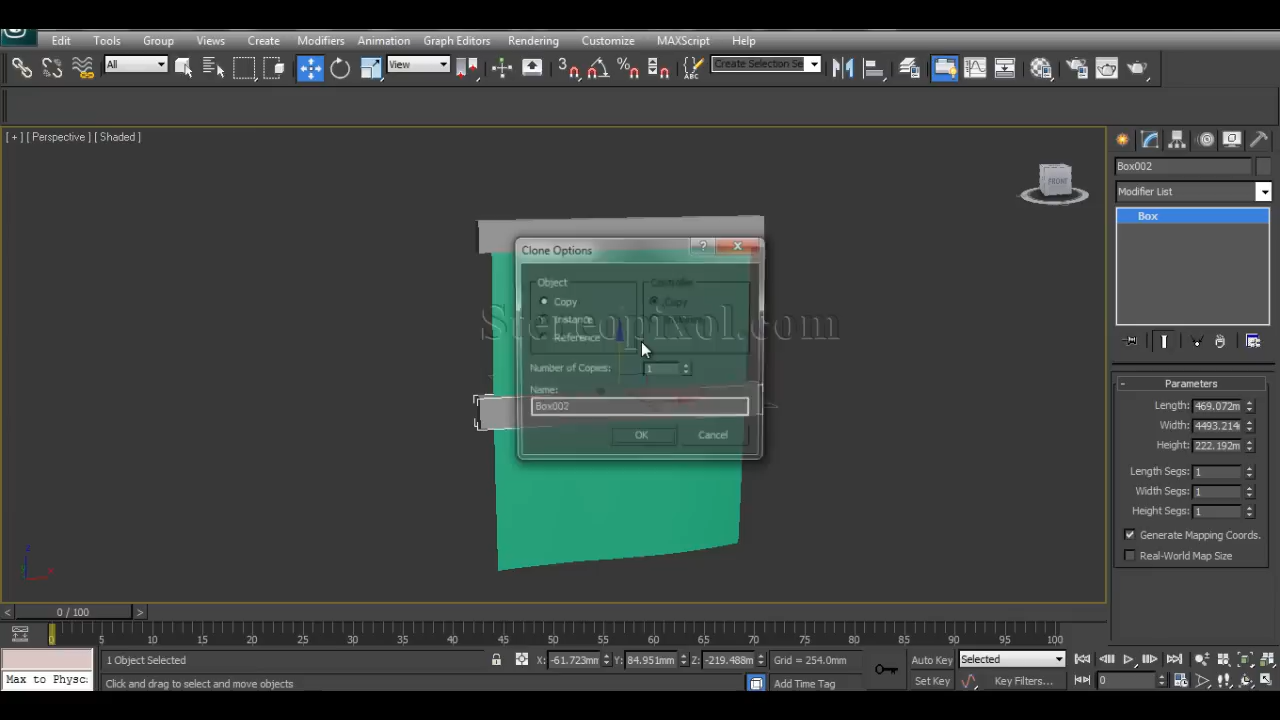 Edit Tools Group Views Create Modifiers Animation Graph Editors Rendering Customize MAXScript Help
All View Create Selection Se
[ + ] [ Perspective ] [ Shaded ]
FRONT
Box002
Modifier List
Box
Clone Options
Object
Copy
Instance
Reference
Controller
Copy
Number of Copies: 1
Name:
Box002
OK Cancel
Stereopixol.com
- Parameters
Length: 469.072m
Width: 4493.214m
Height: 222.192m
Length Segs: 1
Width Segs: 1
Height Segs: 1
Generate Mapping Coords.
Real-World Map Size
< 0 / 100 >
0 5 10 15 20 25 30 35 40 45 50 55 60 65 70 75 80 85 90 95 100
1 Object Selected X: -61.723mm Y: 84.951mm Z: -219.488m Grid = 254.0mm Auto Key Selected
Max to Physc. Click and drag to select and move objects Add Time Tag Set Key Key Filters... 0